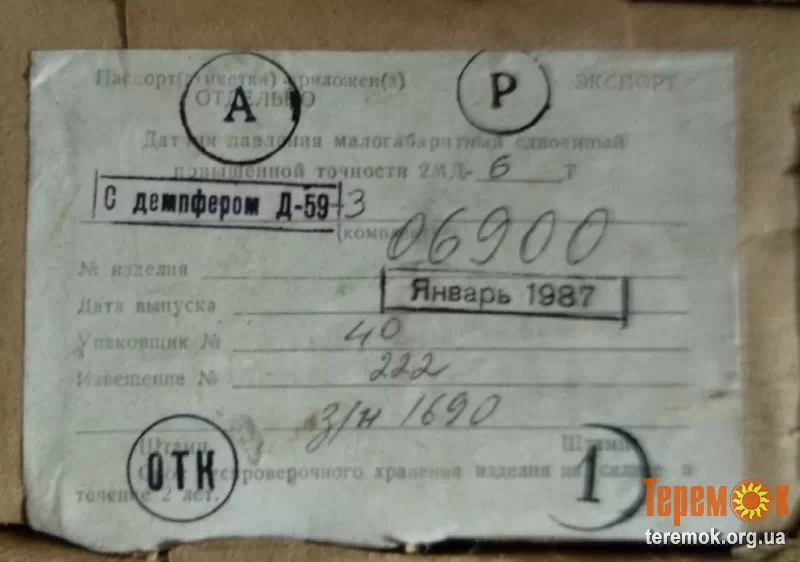 Паспорт(этикетка) приложен(а) ЭКСПОРТ
ОТДЕЛЬНО
А Р
Датчик давления малогабаритный сдвоенный
повышенной точности 2МД- 6 Т
С демпфером Д-59-3
06900
№ изделия
Дата выпуска Январь 1987
Упаковщик № 40
Извещение № 222
з/н 1690
Штамп Штамп
ОТК 1
Срок беспроверочного хранения изделия на складе в
течение 2 лет.
Теремок
teremok.org.ua